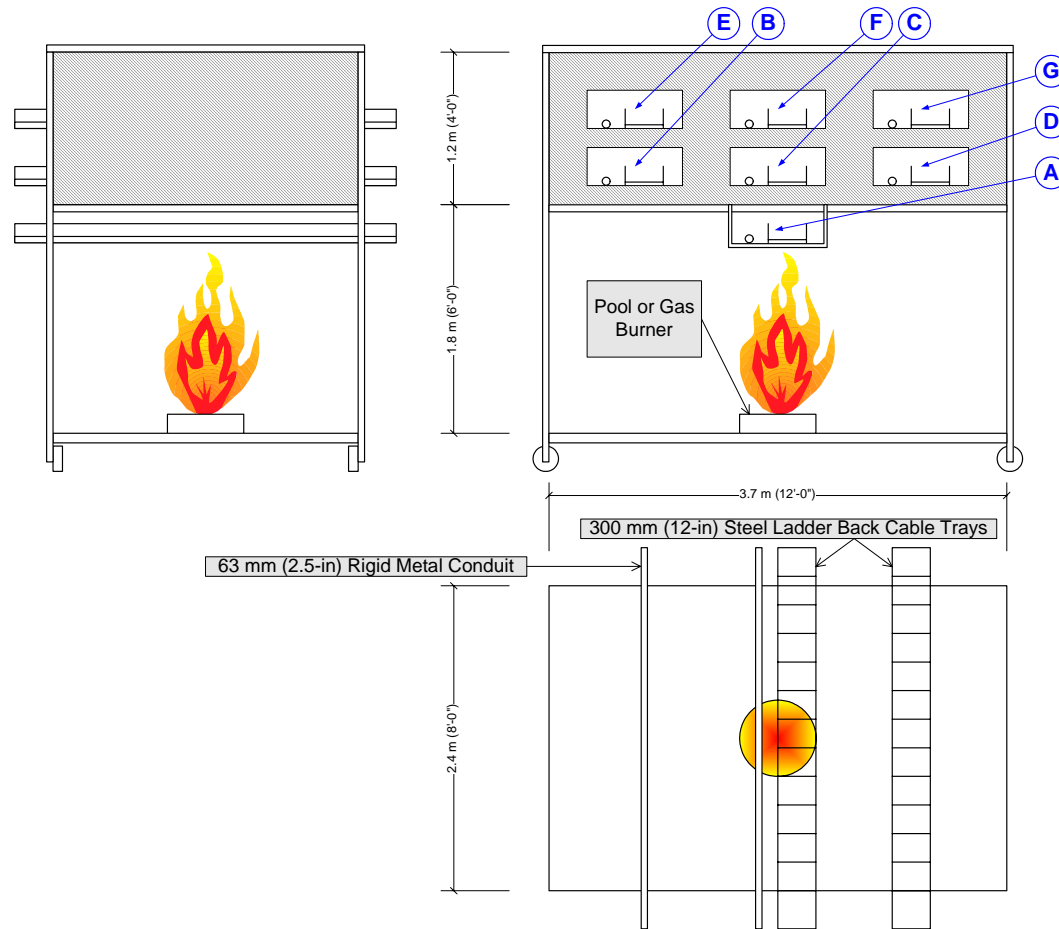 E
B
F
C
G
D
A
1.2 m (4'-0")
1.8 m (6'-0")
Pool or Gas
Burner
3.7 m (12'-0")
300 mm (12-in) Steel Ladder Back Cable Trays
63 mm (2.5-in) Rigid Metal Conduit
2.4 m (8'-0")